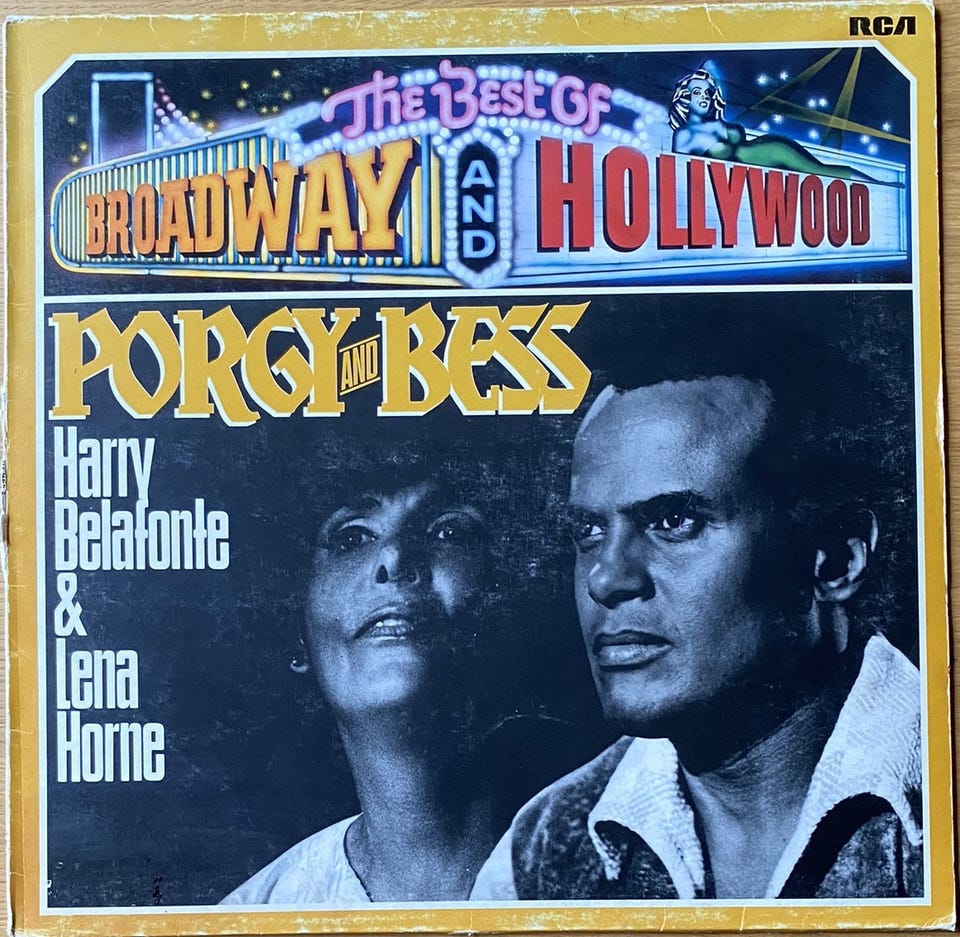 RCA
The Best Of
BROADWAY AND HOLLYWOOD
PORGY AND BESS
Harry
Belafonte
&
Lena
Horne